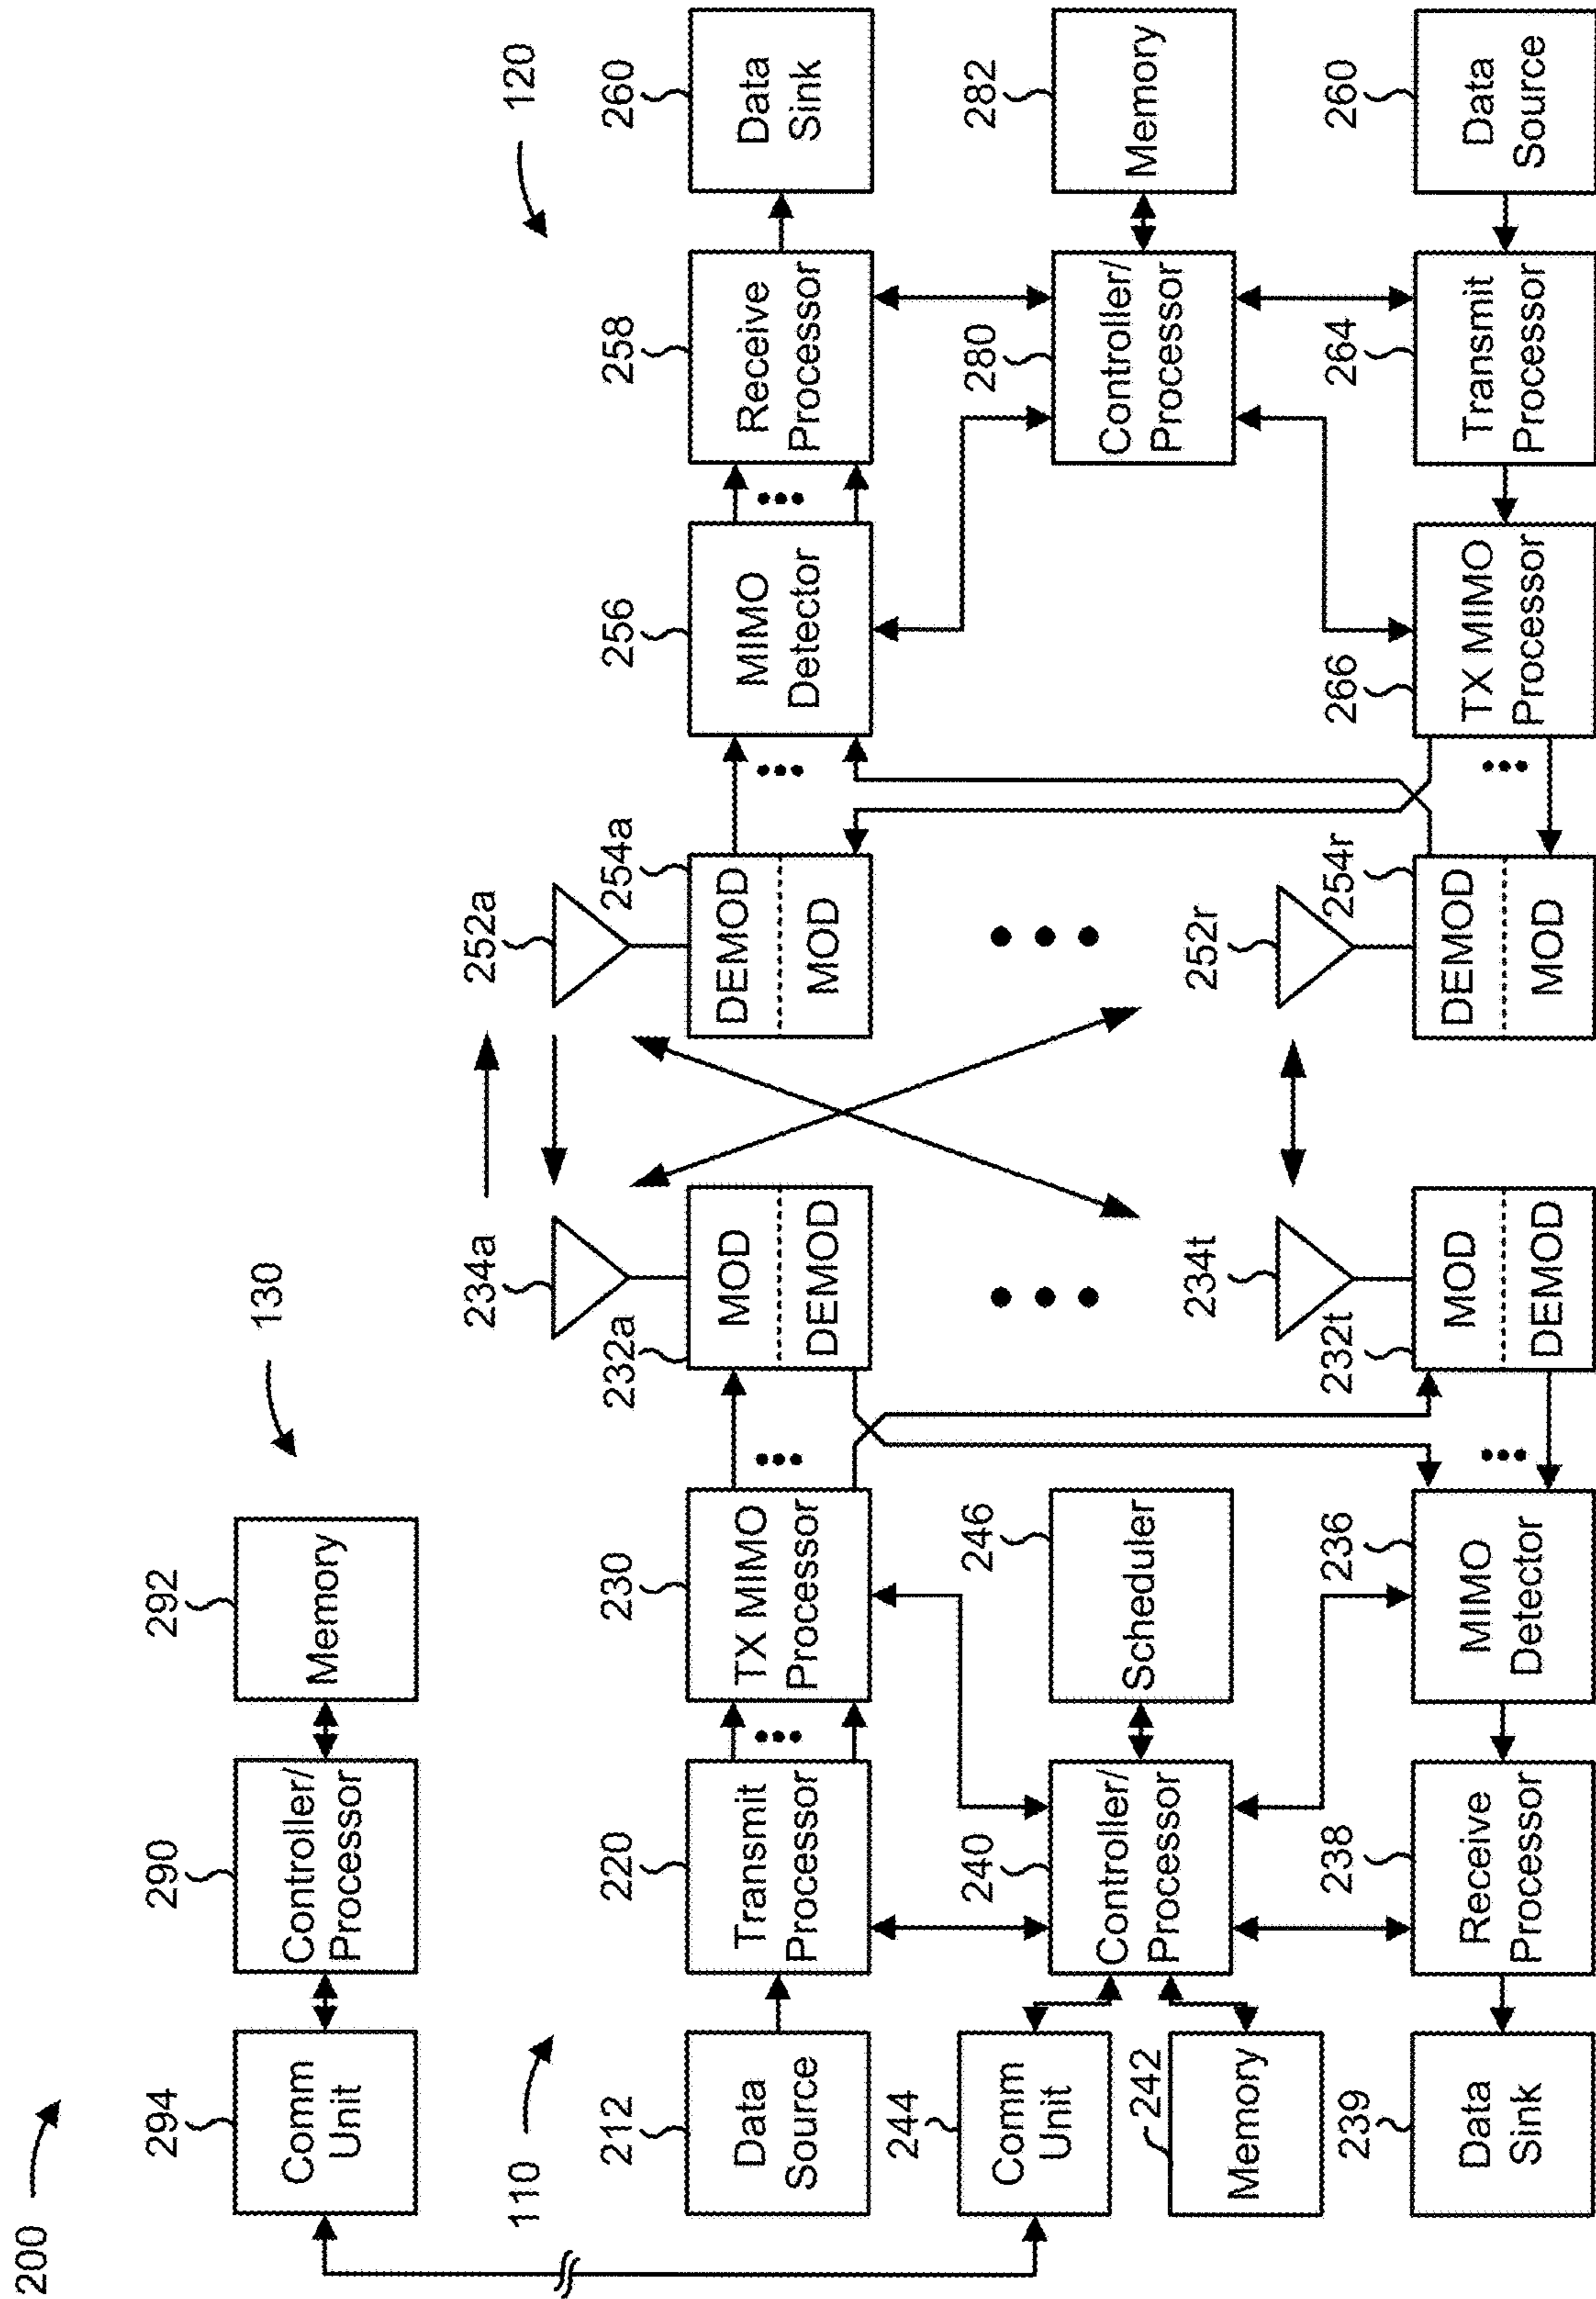 200
294
Comm
Unit
290
Controller/
Processor
292
Memory
130
110
212
Data
Source
220
Transmit
Processor
230
TX MIMO
Processor
232a
MOD
DEMOD
234a
252a
254a
DEMOD
MOD
256
MIMO
Detector
258
Receive
Processor
260
Data
Sink
120
244
Comm
Unit
242
Memory
240
Controller/
Processor
246
Scheduler
280
Controller/
Processor
282
Memory
239
Data
Sink
238
Receive
Processor
236
MIMO
Detector
232t
MOD
DEMOD
234t
252r
254r
DEMOD
MOD
266
TX MIMO
Processor
264
Transmit
Processor
260
Data
Source